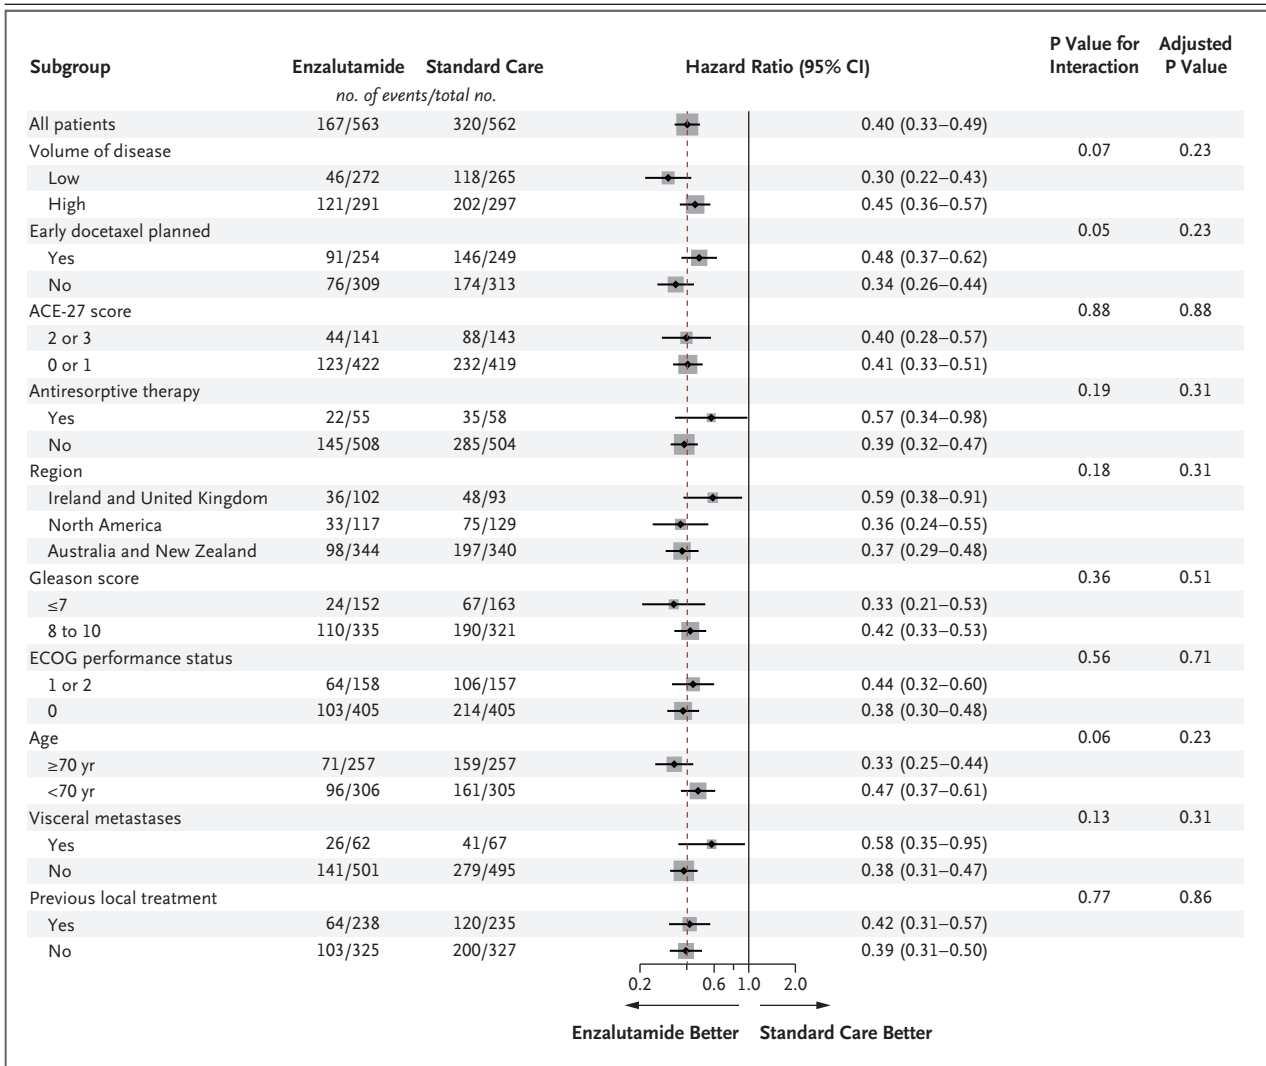 P Value for Adjusted
Subgroup Enzalutamide Standard Care Hazard Ratio (95% CI) Interaction P Value
no. of events/total no.
All patients 167/563 320/562 0.40 (0.33–0.49)
Volume of disease 0.07 0.23
Low 46/272 118/265 0.30 (0.22–0.43)
High 121/291 202/297 0.45 (0.36–0.57)
Early docetaxel planned 0.05 0.23
Yes 91/254 146/249 0.48 (0.37–0.62)
No 76/309 174/313 0.34 (0.26–0.44)
ACE-27 score 0.88 0.88
2 or 3 44/141 88/143 0.40 (0.28–0.57)
0 or 1 123/422 232/419 0.41 (0.33–0.51)
Antiresorptive therapy 0.19 0.31
Yes 22/55 35/58 0.57 (0.34–0.98)
No 145/508 285/504 0.39 (0.32–0.47)
Region 0.18 0.31
Ireland and United Kingdom 36/102 48/93 0.59 (0.38–0.91)
North America 33/117 75/129 0.36 (0.24–0.55)
Australia and New Zealand 98/344 197/340 0.37 (0.29–0.48)
Gleason score 0.36 0.51
≤7 24/152 67/163 0.33 (0.21–0.53)
8 to 10 110/335 190/321 0.42 (0.33–0.53)
ECOG performance status 0.56 0.71
1 or 2 64/158 106/157 0.44 (0.32–0.60)
0 103/405 214/405 0.38 (0.30–0.48)
Age 0.06 0.23
≥70 yr 71/257 159/257 0.33 (0.25–0.44)
<70 yr 96/306 161/305 0.47 (0.37–0.61)
Visceral metastases 0.13 0.31
Yes 26/62 41/67 0.58 (0.35–0.95)
No 141/501 279/495 0.38 (0.31–0.47)
Previous local treatment 0.77 0.86
Yes 64/238 120/235 0.42 (0.31–0.57)
No 103/325 200/327 0.39 (0.31–0.50)
0.2 0.6 1.0 2.0
Enzalutamide Better Standard Care Better